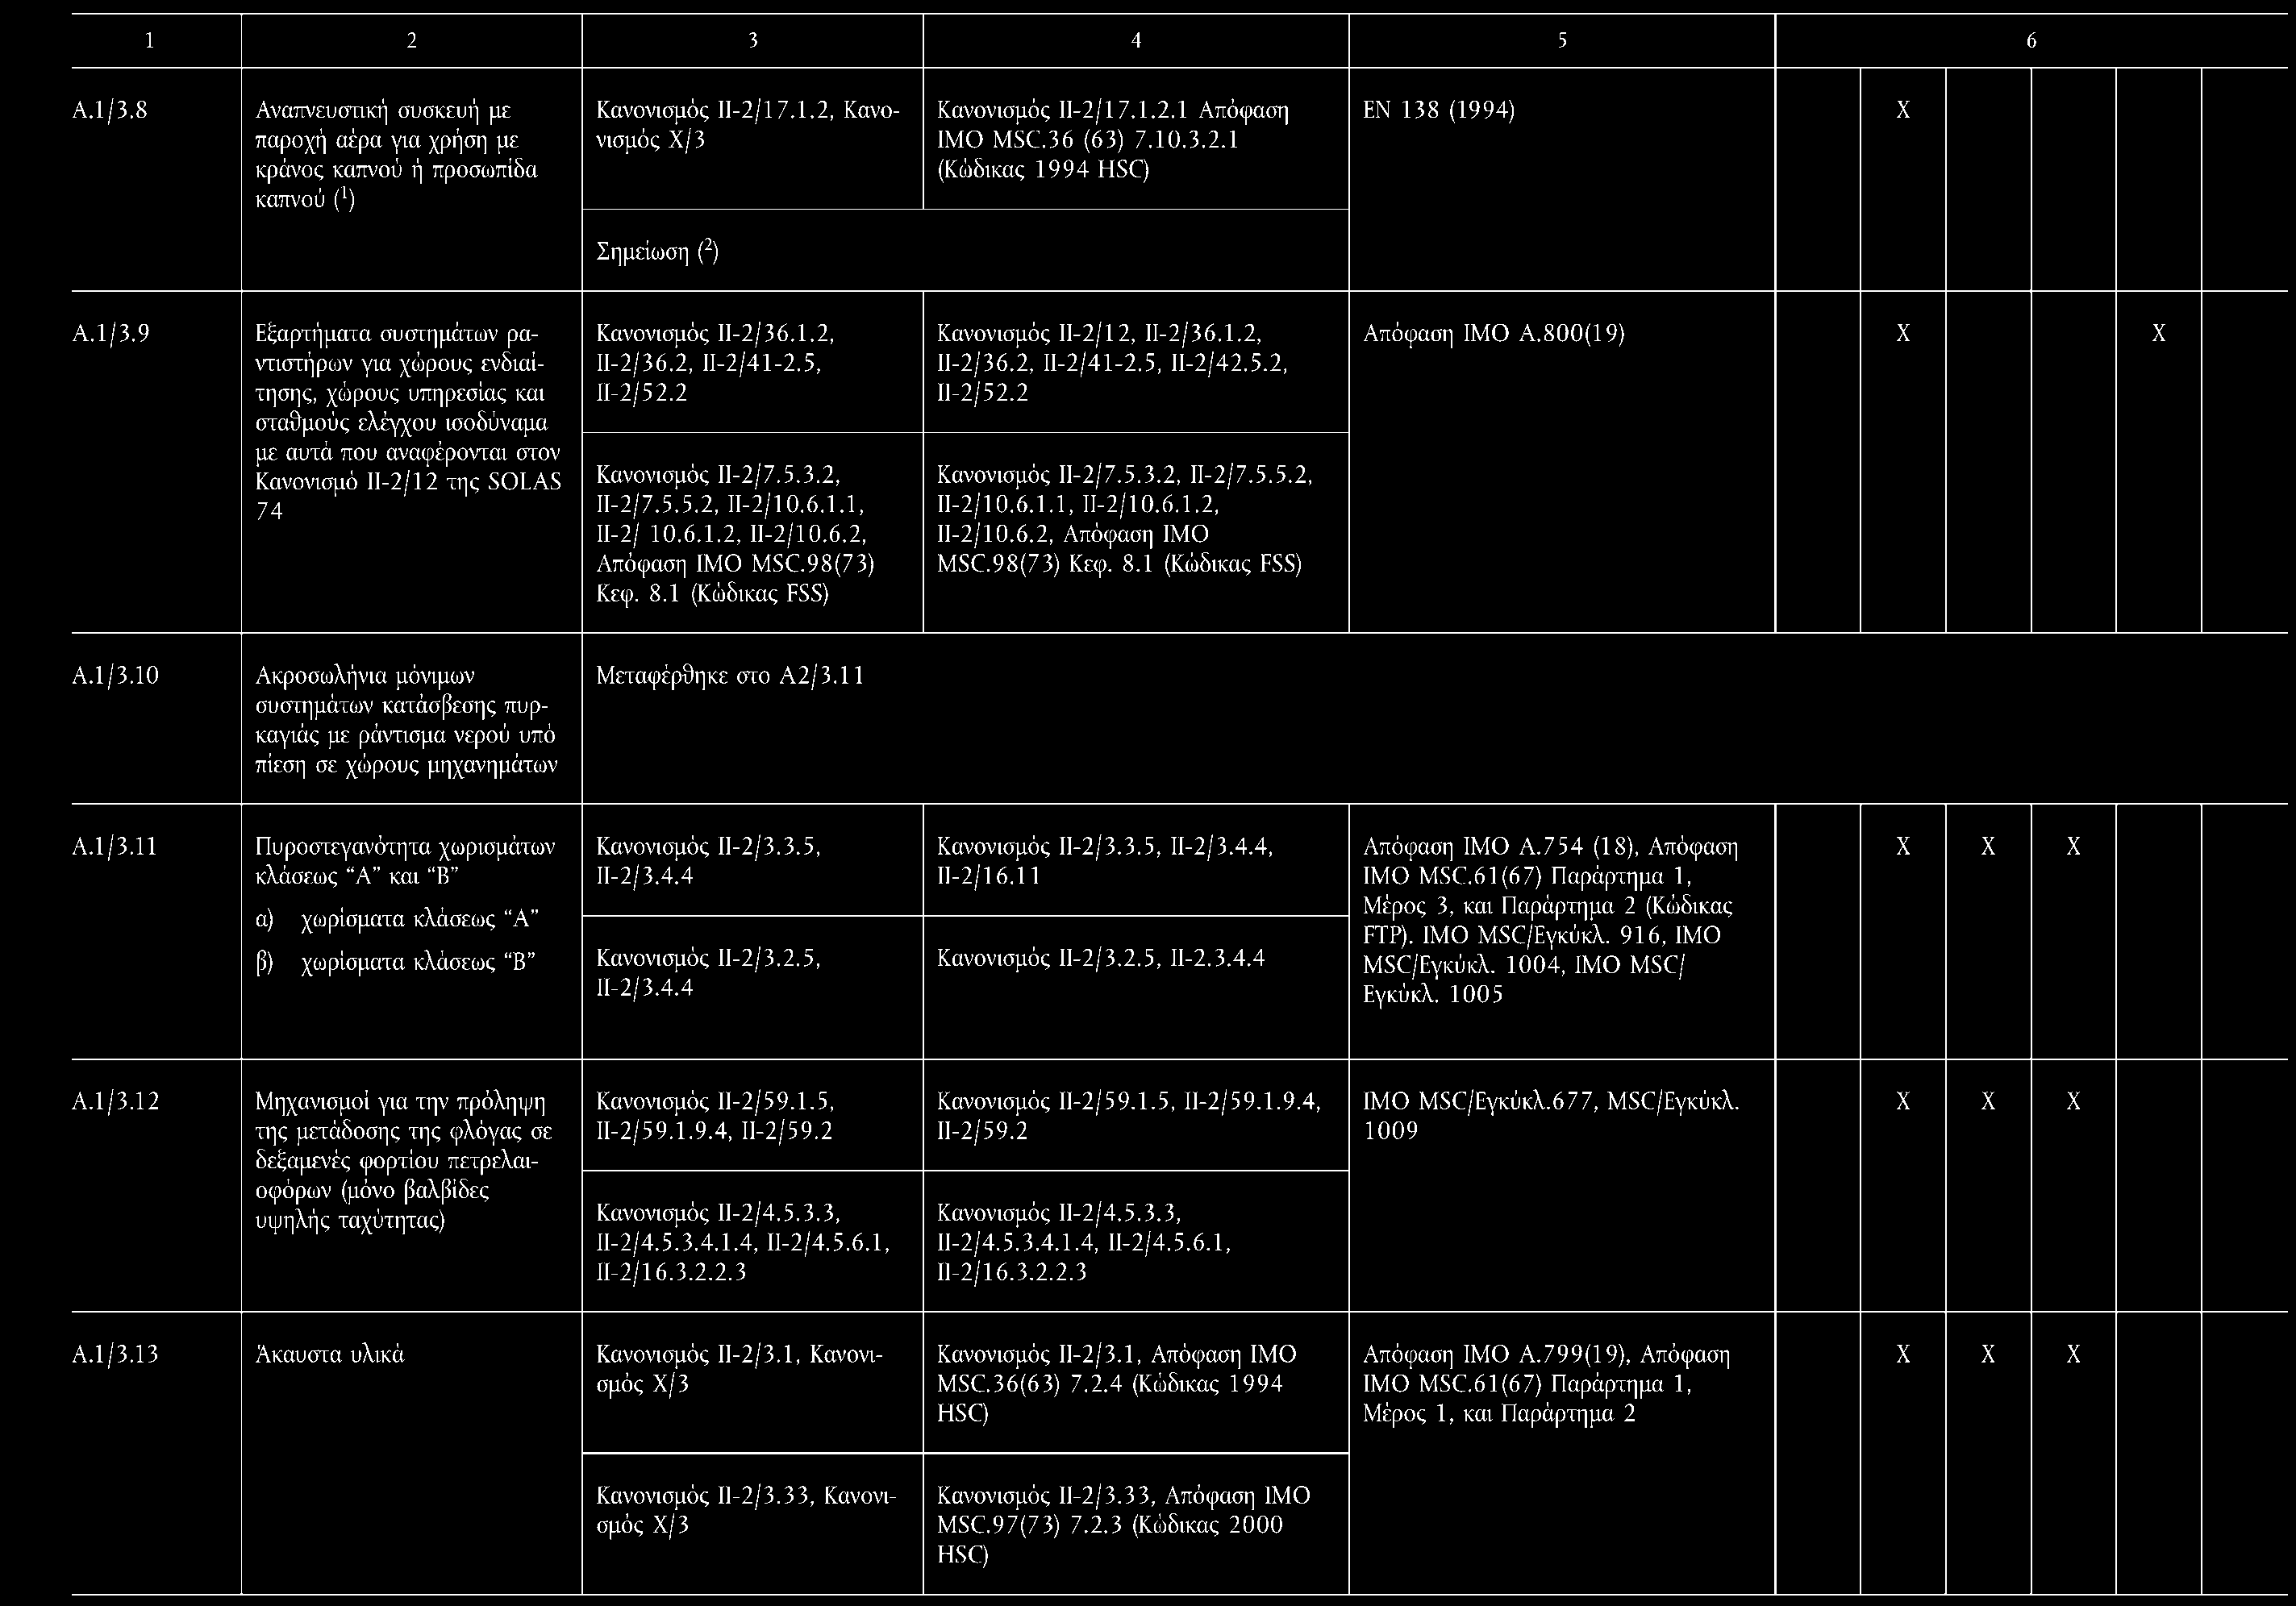 1 2 3 4 5 6
Α.1/3.8
Αναπνευστική συσκευή με
παροχή αέρα για χρήση με
κράνος καπνού ή προσωπίδα
καπνού (1)
Κανονισμός II-2/17.1.2, Κανο-
νισμός X/3
Κανονισμός II-2/17.1.2.1 Απόφαση
IMO MSC.36 (63) 7.10.3.2.1
(Κώδικας 1994 HSC)
EN 138 (1994)
X
Σημείωση (2)
Α.1/3.9
Εξαρτήματα συστημάτων ρα-
ντιστήρων για χώρους ενδιαί-
τησης, χώρους υπηρεσίας και
σταθμούς ελέγχου ισοδύναμα
με αυτά που αναφέρονται στον
Κανονισμό II-2/12 της SOLAS
74
Κανονισμός II-2/36.1.2,
II-2/36.2, II-2/41-2.5,
II-2/52.2
Κανονισμός II-2/12, II-2/36.1.2,
II-2/36.2, II-2/41-2.5, II-2/42.5.2,
II-2/52.2
Απόφαση IMO A.800(19)
X X
Κανονισμός II-2/7.5.3.2,
II-2/7.5.5.2, II-2/10.6.1.1,
II-2/ 10.6.1.2, II-2/10.6.2,
Απόφαση IMO MSC.98(73)
Κεφ. 8.1 (Κώδικας FSS)
Κανονισμός II-2/7.5.3.2, II-2/7.5.5.2,
II-2/10.6.1.1, II-2/10.6.1.2,
II-2/10.6.2, Απόφαση IMO
MSC.98(73) Κεφ. 8.1 (Κώδικας FSS)
Α.1/3.10
Ακροσωλήνια μόνιμων
συστημάτων κατάσβεσης πυρ-
καγιάς με ράντισμα νερού υπό
πίεση σε χώρους μηχανημάτων
Μεταφέρθηκε στο A2/3.11
Α.1/3.11
Πυροστεγανότητα χωρισμάτων
κλάσεως “Α” και “Β”
α) χωρίσματα κλάσεως “Α”
β) χωρίσματα κλάσεως “Β”
Κανονισμός II-2/3.3.5,
II-2/3.4.4
Κανονισμός II-2/3.3.5, II-2/3.4.4,
II-2/16.11
Απόφαση IMO A.754 (18), Απόφαση
IMO MSC.61(67) Παράρτημα 1,
Μέρος 3, και Παράρτημα 2 (Κώδικας
FTP). IMO MSC/Εγκύκλ. 916, IMO
MSC/Εγκύκλ. 1004, IMO MSC/
Εγκύκλ. 1005
X X X
Κανονισμός II-2/3.2.5,
II-2/3.4.4
Κανονισμός II-2/3.2.5, II-2.3.4.4
Α.1/3.12
Μηχανισμοί για την πρόληψη
της μετάδοσης της φλόγας σε
δεξαμενές φορτίου πετρελαι-
οφόρων (μόνο βαλβίδες
υψηλής ταχύτητας)
Κανονισμός II-2/59.1.5,
II-2/59.1.9.4, II-2/59.2
Κανονισμός II-2/59.1.5, II-2/59.1.9.4,
II-2/59.2
IMO MSC/Εγκύκλ.677, MSC/Εγκύκλ.
1009
X X X
Κανονισμός II-2/4.5.3.3,
II-2/4.5.3.4.1.4, II-2/4.5.6.1,
II-2/16.3.2.2.3
Κανονισμός II-2/4.5.3.3,
II-2/4.5.3.4.1.4, II-2/4.5.6.1,
II-2/16.3.2.2.3
Α.1/3.13
Άκαυστα υλικά
Κανονισμός II-2/3.1, Κανονι-
σμός X/3
Κανονισμός II-2/3.1, Απόφαση IMO
MSC.36(63) 7.2.4 (Κώδικας 1994
HSC)
Απόφαση IMO A.799(19), Απόφαση
IMO MSC.61(67) Παράρτημα 1,
Μέρος 1, και Παράρτημα 2
X X X
Κανονισμός II-2/3.33, Κανονι-
σμός X/3
Κανονισμός II-2/3.33, Απόφαση IMO
MSC.97(73) 7.2.3 (Κώδικας 2000
HSC)